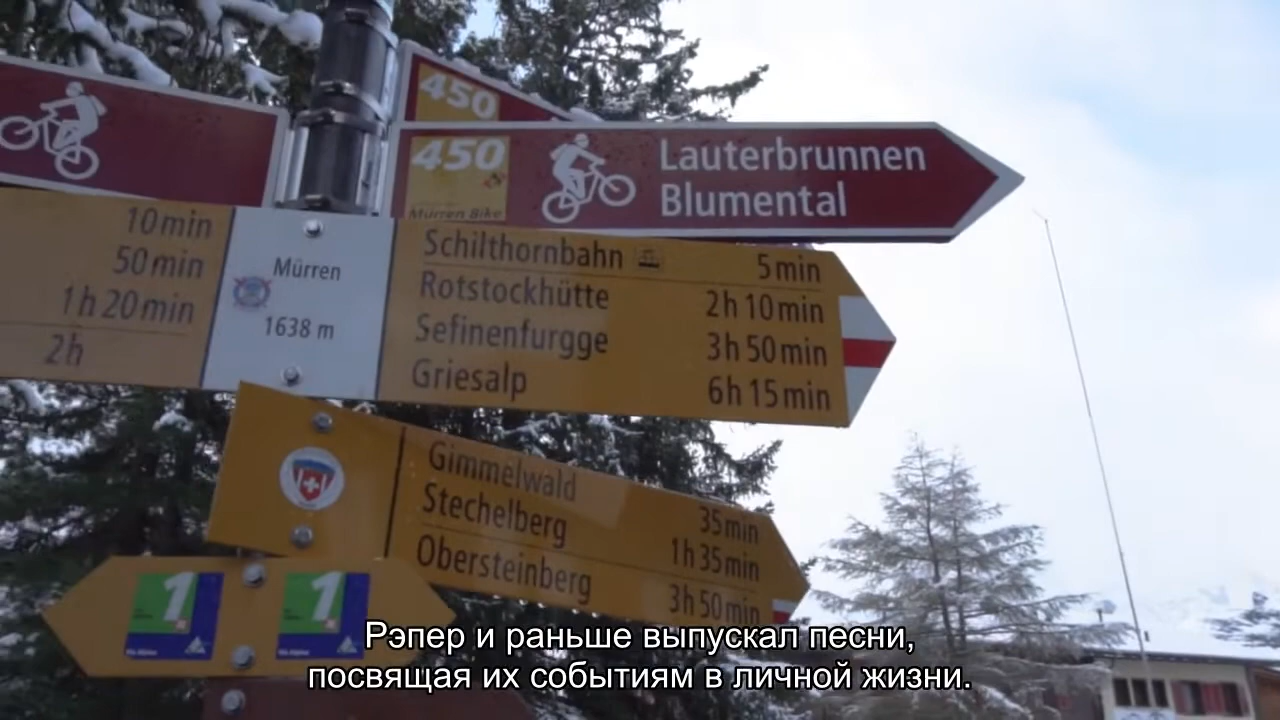 450
450
Mürren Bike
Lauterbrunnen
Blumental
10 min
50 min
1 h 20 min
2h
Mürren
1638 m
Schilthornbahn 5 min
Rotstockhütte 2h 10 min
Sefinenfurgge 3h 50 min
Griesalp 6h 15 min
Gimmelwald 35 min
Stechelberg 1h 35 min
Obersteinberg 3h 50 min
1
1
Рэпер и раньше выпускал песни,
посвящая их событиям в личной жизни.